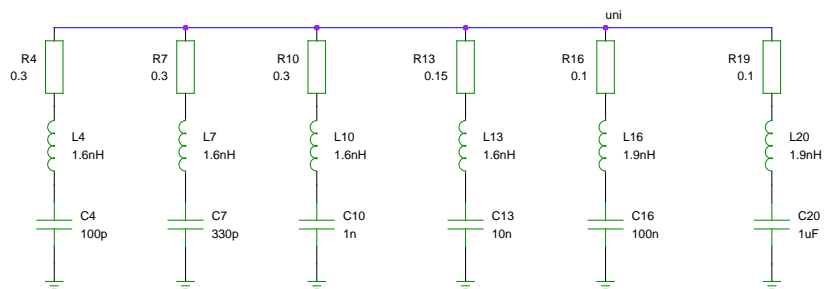 uni
R4
0.3
R7
0.3
R10
0.3
R13
0.15
R16
0.1
R19
0.1
L4
1.6nH
L7
1.6nH
L10
1.6nH
L13
1.6nH
L16
1.9nH
L20
1.9nH
C4
100p
C7
330p
C10
1n
C13
10n
C16
100n
C20
1uF